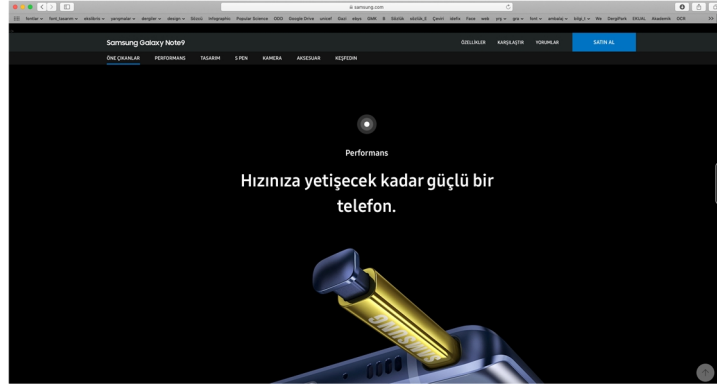 samsung.com
Samsung Galaxy Note9
ÖZELLİKLER KARŞILAŞTIR YORUMLAR SATIN AL
ÖNE ÇIKANLAR PERFORMANS TASARIM S PEN KAMERA AKSESUAR KEŞFEDİN
Performans
Hızınıza yetişecek kadar güçlü bir
telefon.
SAMSUNG